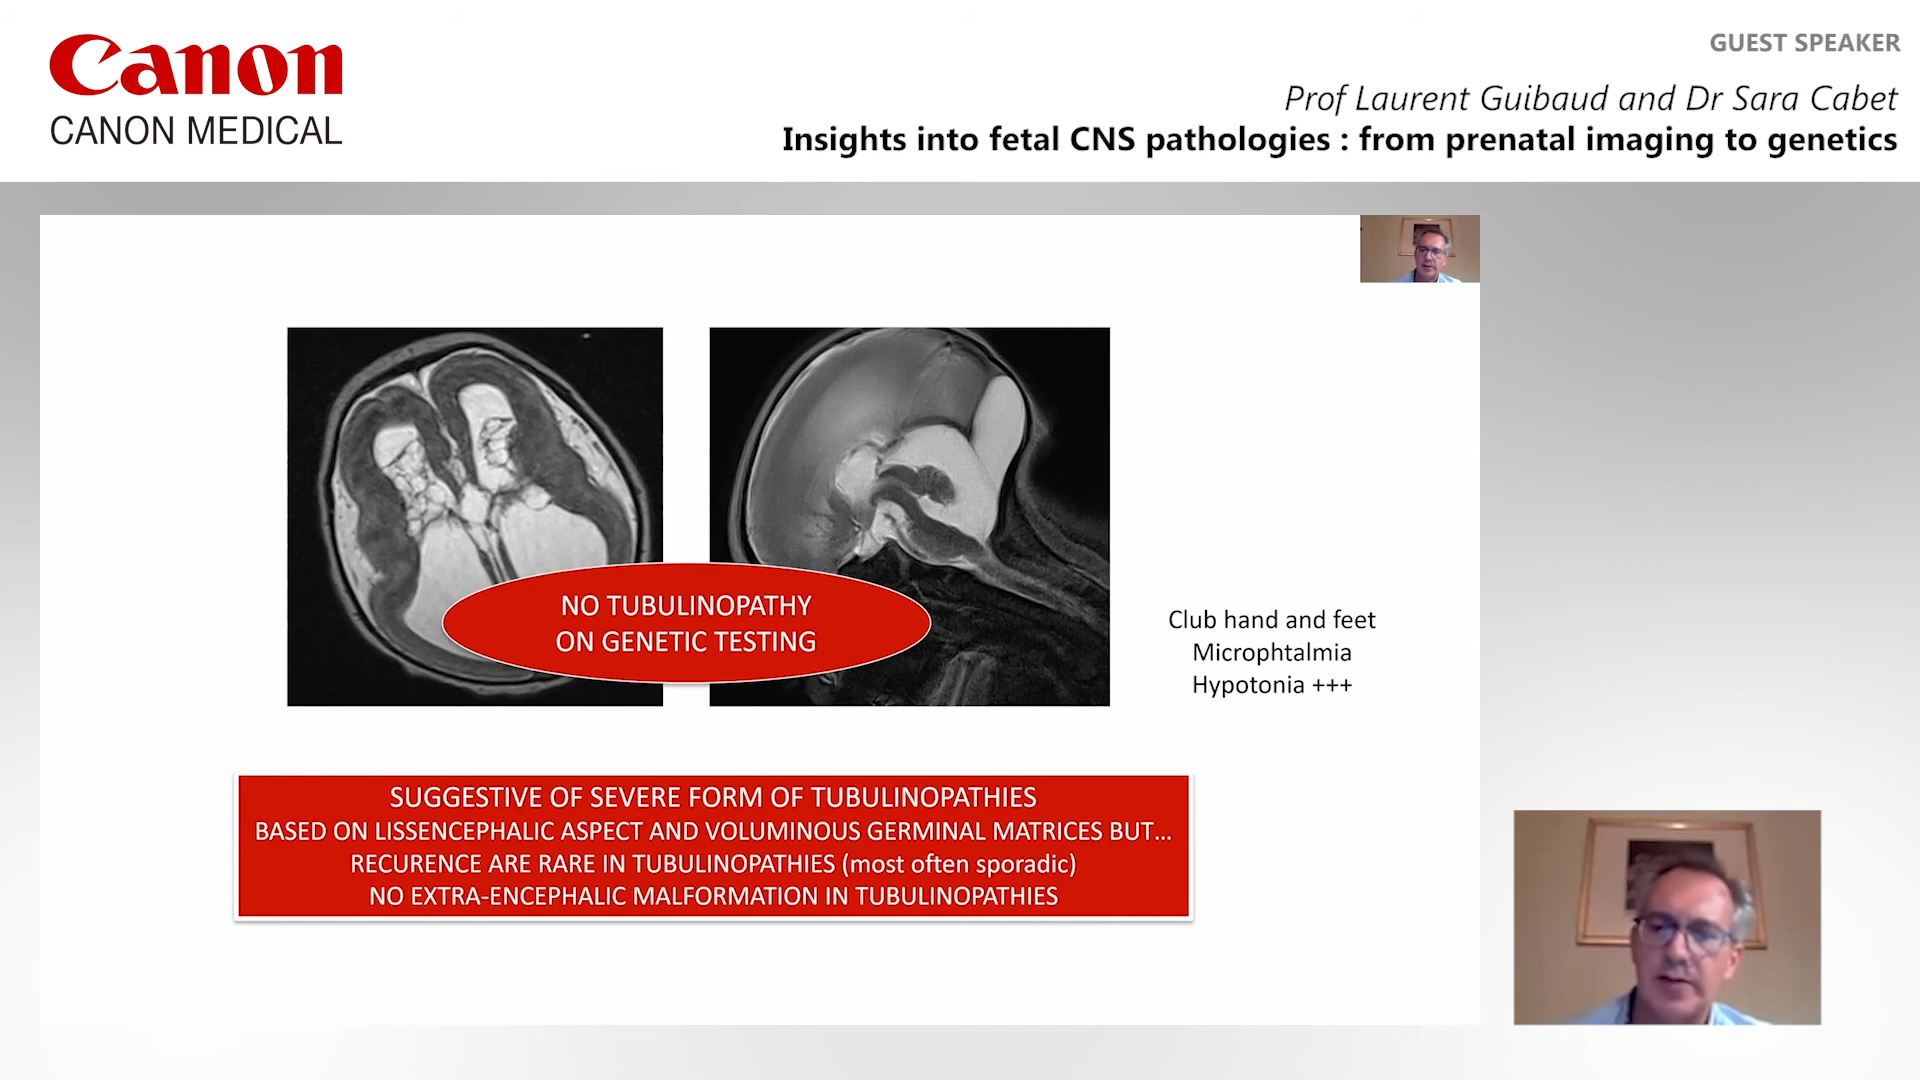 Canon
CANON MEDICAL
GUEST SPEAKER
Prof Laurent Guibaud and Dr Sara Cabet
Insights into fetal CNS pathologies : from prenatal imaging to genetics
NO TUBULINOPATHY
ON GENETIC TESTING
Club hand and feet
Microphtalmia
Hypotonia +++
SUGGESTIVE OF SEVERE FORM OF TUBULINOPATHIES
BASED ON LISSENCEPHALIC ASPECT AND VOLUMINOUS GERMINAL MATRICES BUT...
RECURENCE ARE RARE IN TUBULINOPATHIES (most often sporadic)
NO EXTRA-ENCEPHALIC MALFORMATION IN TUBULINOPATHIES